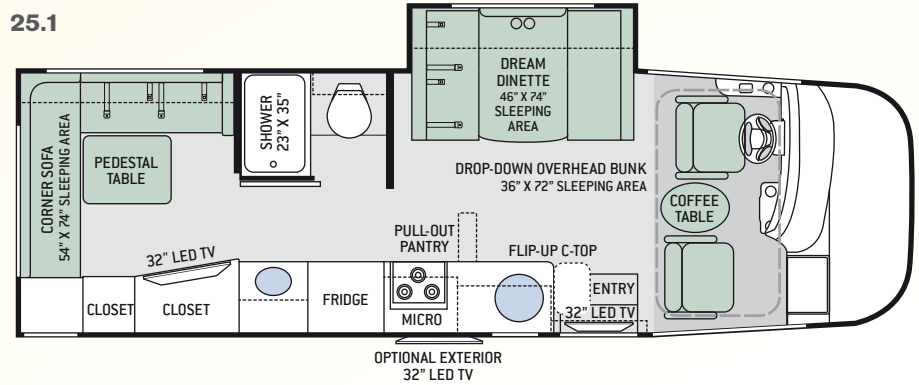 25.1
DREAM
DINETTE
46" X 74"
SLEEPING
AREA
SHOWER
23" X 35"
CORNER SOFA
54" X 74" SLEEPING AREA
PEDESTAL
TABLE
DROP-DOWN OVERHEAD BUNK
36" X 72" SLEEPING AREA
COFFEE
TABLE
PULL-OUT
PANTRY
FLIP-UP C-TOP
32" LED TV
CLOSET
CLOSET
FRIDGE
MICRO
ENTRY
32" LED TV
OPTIONAL EXTERIOR
32" LED TV